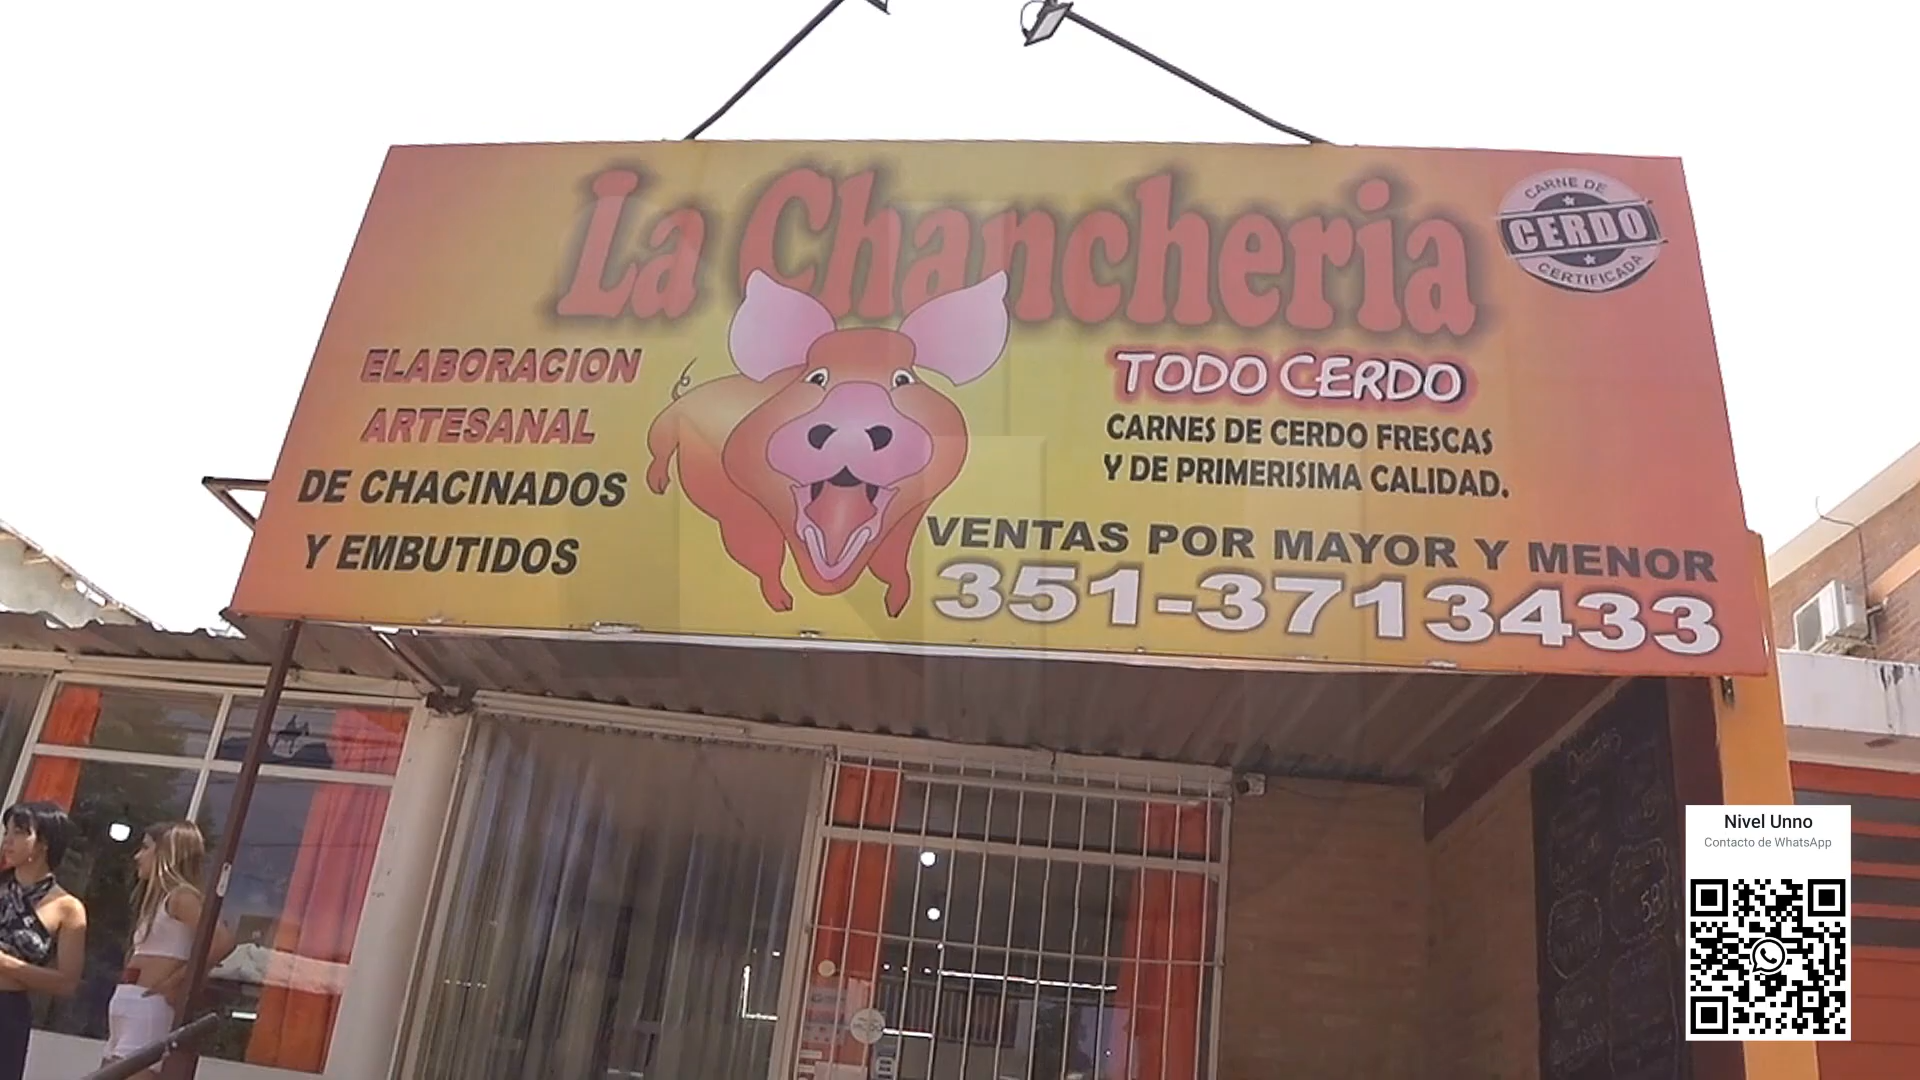 La Chancheria
CARNE DE
CERDO
CERTIFICADA
ELABORACION
ARTESANAL
DE CHACINADOS
Y EMBUTIDOS
TODO CERDO
CARNES DE CERDO FRESCAS
Y DE PRIMERISIMA CALIDAD.
VENTAS POR MAYOR Y MENOR
351-3713433
Nivel Unno
Contacto de WhatsApp